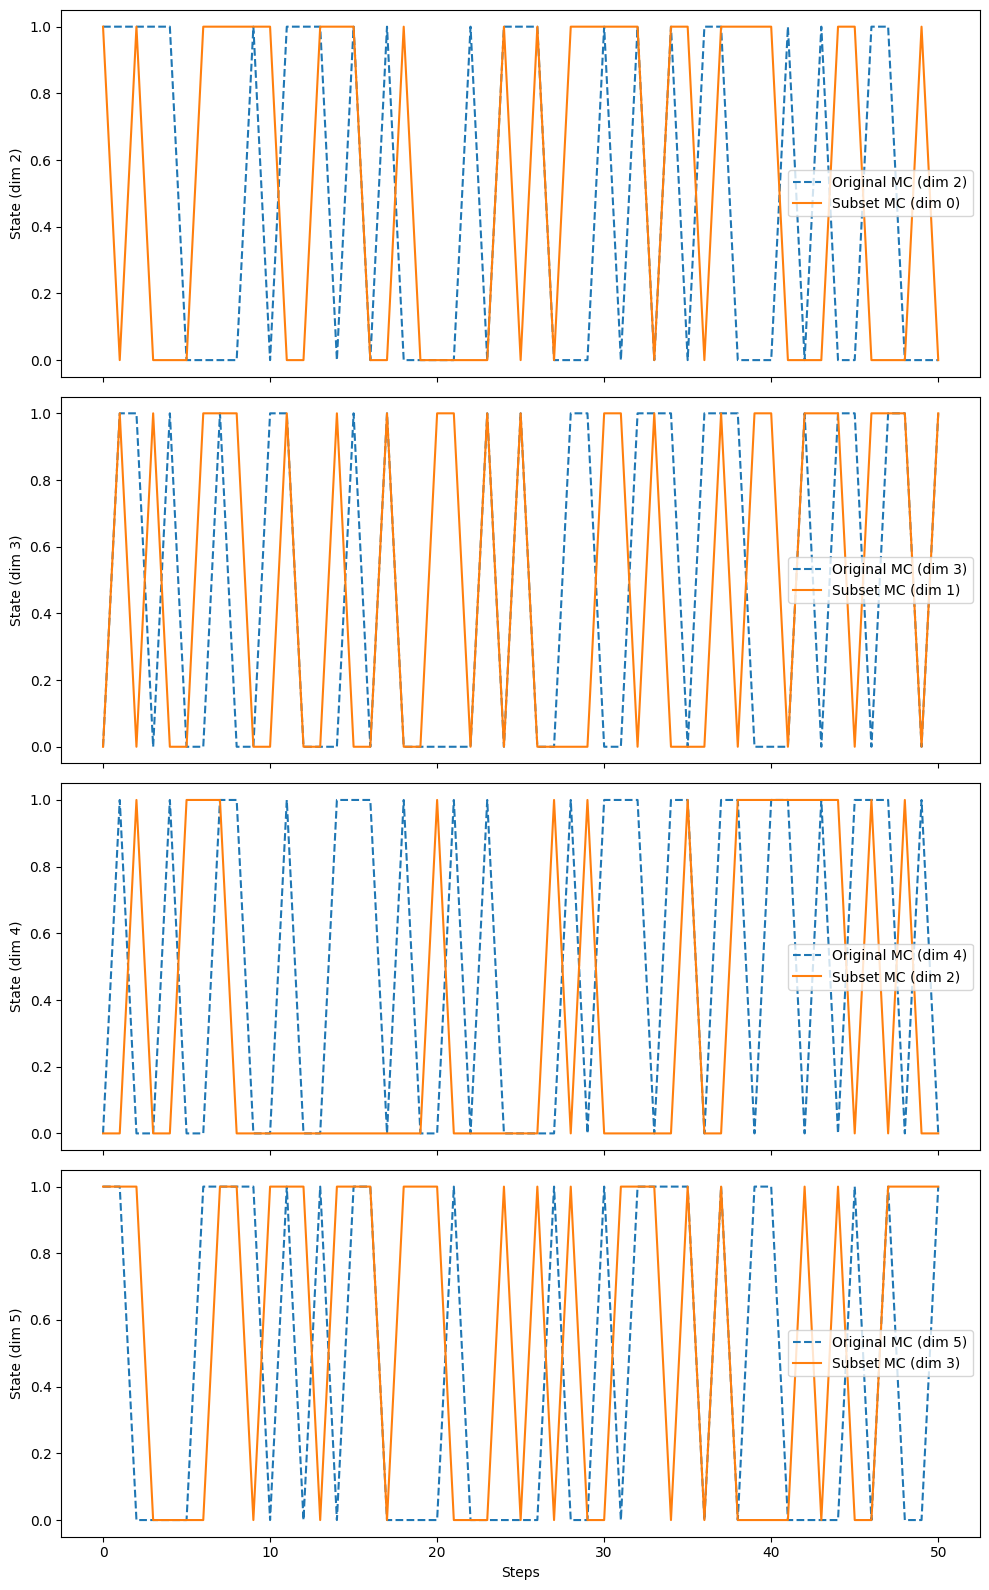 1.0
0.8
0.6
0.4
0.2
0.0
State (dim 2)
Original MC (dim 2)
Subset MC (dim 0)
1.0
0.8
0.6
0.4
0.2
0.0
State (dim 3)
Original MC (dim 3)
Subset MC (dim 1)
1.0
0.8
0.6
0.4
0.2
0.0
State (dim 4)
Original MC (dim 4)
Subset MC (dim 2)
1.0
0.8
0.6
0.4
0.2
0.0
State (dim 5)
Original MC (dim 5)
Subset MC (dim 3)
0 10 20 30 40 50
Steps